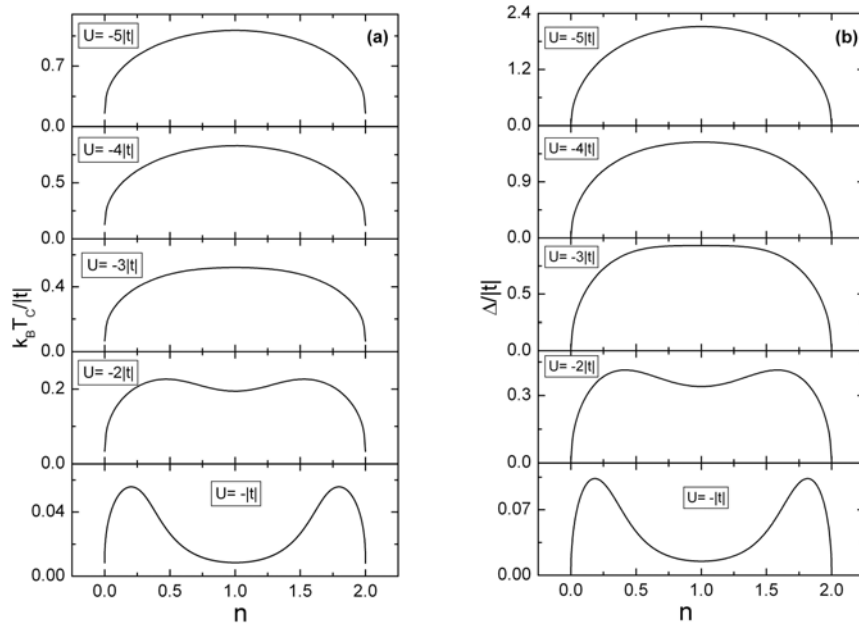 (a)
U= -5|t|
0.7
0.0
U= -4|t|
0.5
0.0
U= -3|t|
0.4
0.0
U= -2|t|
0.2
0.0
U= -|t|
0.04
0.00
k_B T_C/|t|
0.0 0.5 1.0 1.5 2.0
n
(b)
2.4
U= -5|t|
1.2
0.0
U= -4|t|
0.9
0.0
U= -3|t|
0.5
0.0
U= -2|t|
0.3
0.0
U= -|t|
0.07
0.00
Δ/|t|
0.0 0.5 1.0 1.5 2.0
n